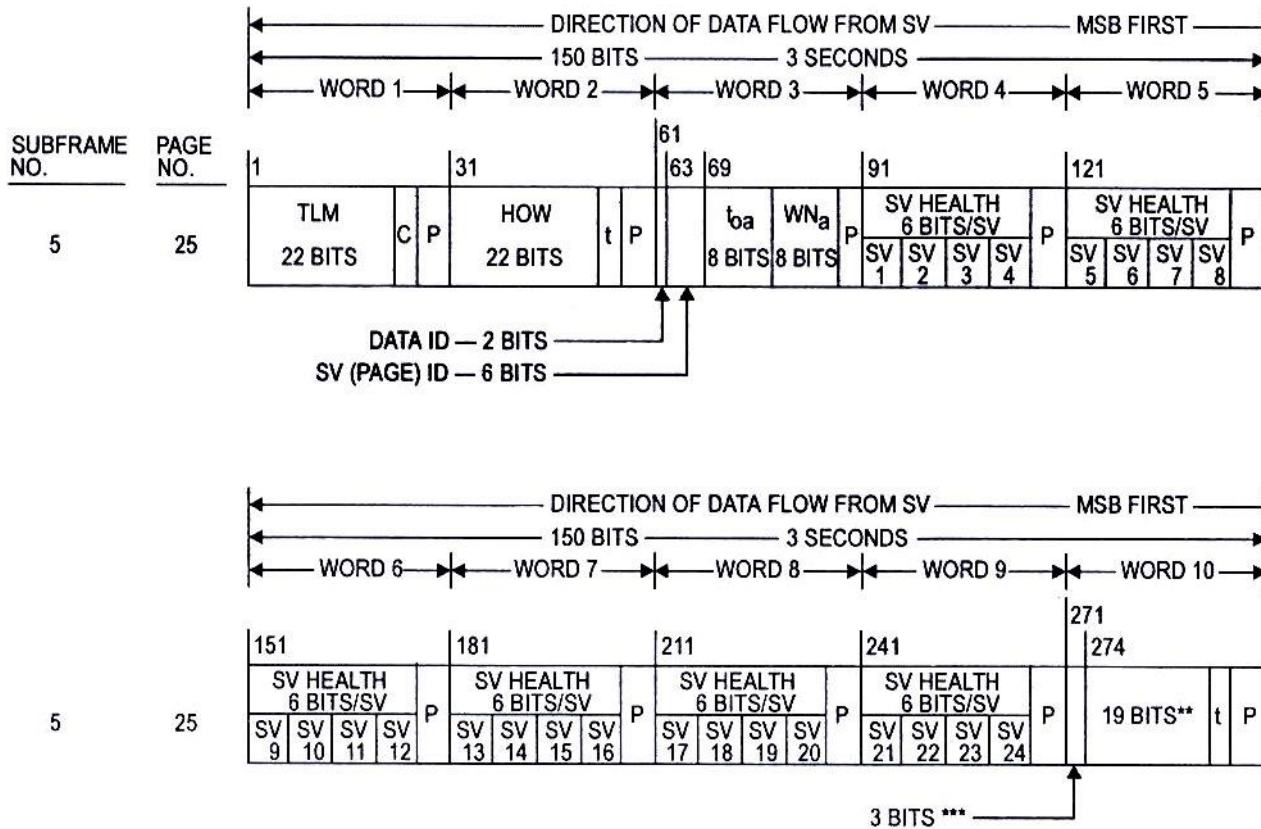 DIRECTION OF DATA FLOW FROM SV MSB FIRST
150 BITS 3 SECONDS
WORD 1 WORD 2 WORD 3 WORD 4 WORD 5
SUBFRAME NO. PAGE NO.
61
1 31 63 69 91 121
5 25
TLM 22 BITS C P
HOW 22 BITS t P
toa 8 BITS WNa 8 BITS P
SV HEALTH 6 BITS/SV P
SV 1 SV 2 SV 3 SV 4
SV HEALTH 6 BITS/SV P
SV 5 SV 6 SV 7 SV 8
DATA ID — 2 BITS
SV (PAGE) ID — 6 BITS
DIRECTION OF DATA FLOW FROM SV MSB FIRST
150 BITS 3 SECONDS
WORD 6 WORD 7 WORD 8 WORD 9 WORD 10
271
151 181 211 241 274
5 25
SV HEALTH 6 BITS/SV P
SV 9 SV 10 SV 11 SV 12
SV HEALTH 6 BITS/SV P
SV 13 SV 14 SV 15 SV 16
SV HEALTH 6 BITS/SV P
SV 17 SV 18 SV 19 SV 20
SV HEALTH 6 BITS/SV P
SV 21 SV 22 SV 23 SV 24
19 BITS** t P
3 BITS ***